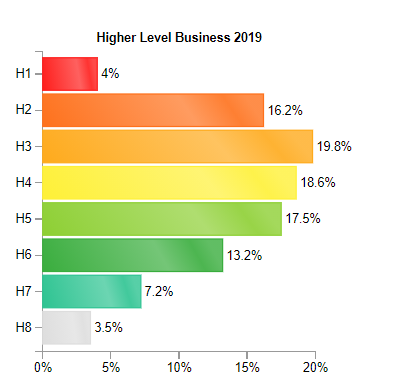 Higher Level Business 2019
H1 4%
H2 16.2%
H3 19.8%
H4 18.6%
H5 17.5%
H6 13.2%
H7 7.2%
H8 3.5%
0% 5% 10% 15% 20%